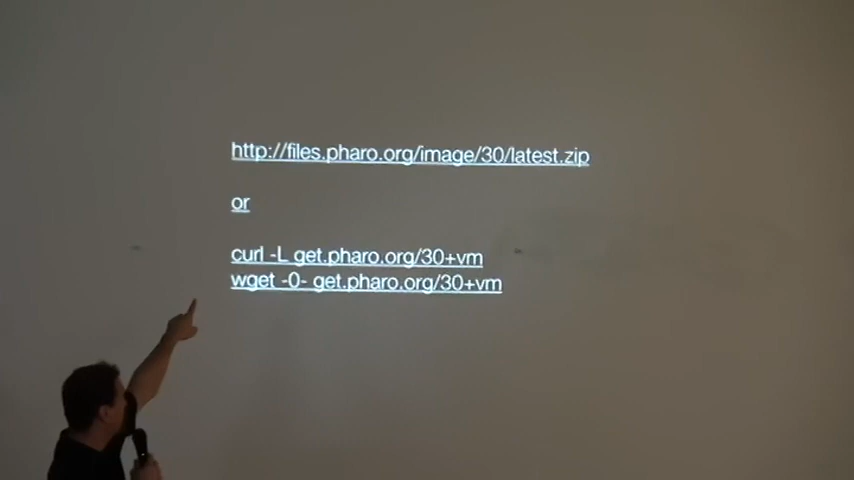 http://files.pharo.org/image/30/latest.zip
or
curl -L get.pharo.org/30+vm
wget -0- get.pharo.org/30+vm